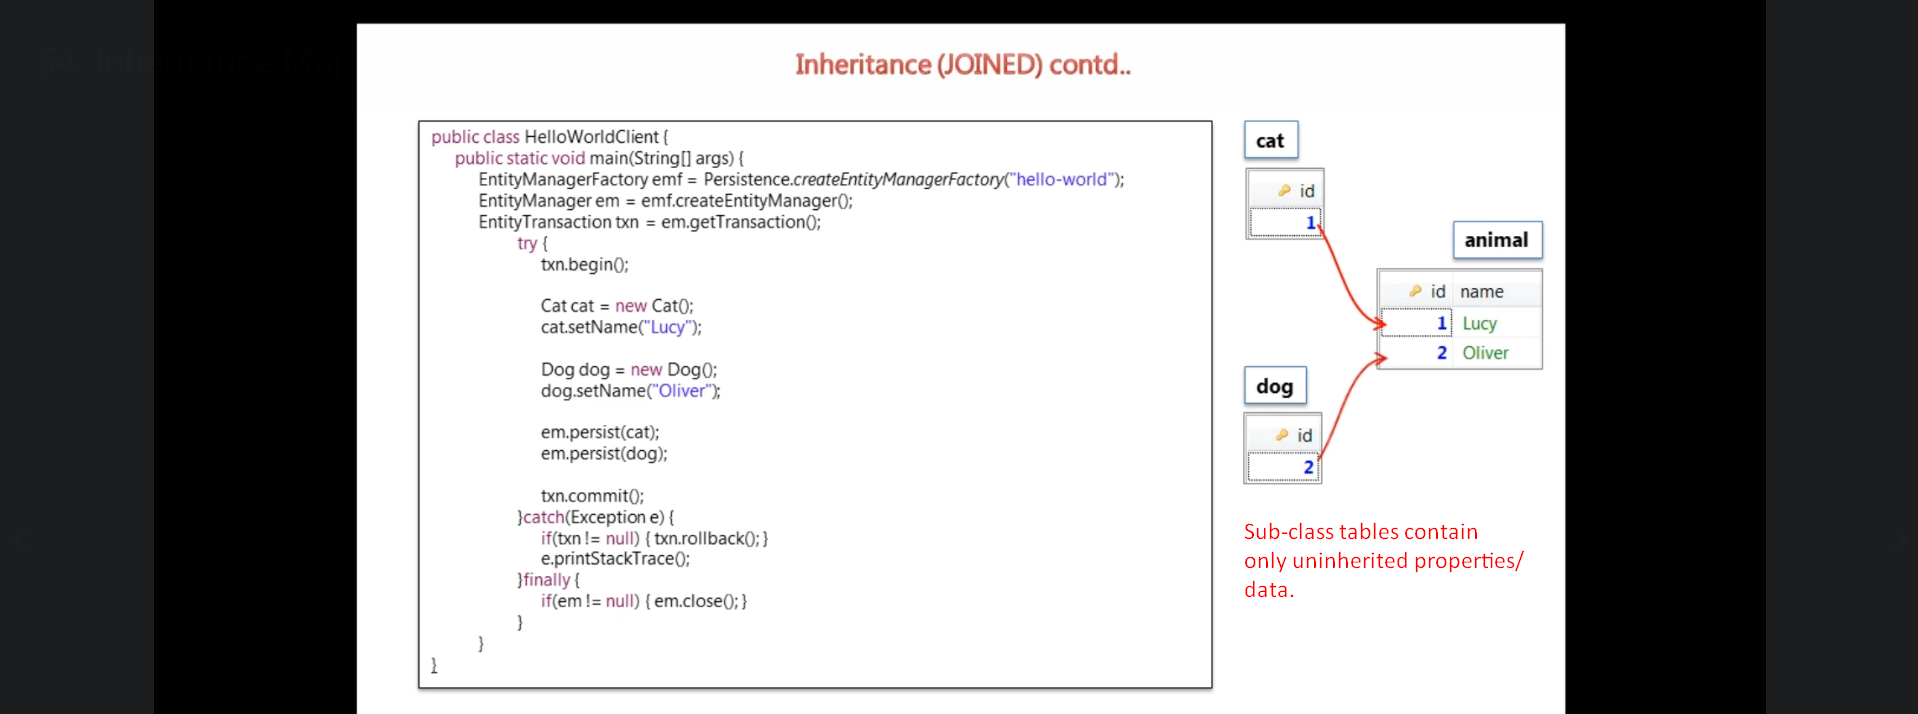 Inheritance (JOINED) contd..
public class HelloWorldClient {
public static void main(String[] args) {
EntityManagerFactory emf = Persistence.createEntityManagerFactory("hello-world");
EntityManager em = emf.createEntityManager();
EntityTransaction txn = em.getTransaction();
try {
txn.begin();
Cat cat = new Cat();
cat.setName("Lucy");
Dog dog = new Dog();
dog.setName("Oliver");
em.persist(cat);
em.persist(dog);
txn.commit();
}catch(Exception e) {
if(txn != null) { txn.rollback(); }
e.printStackTrace();
}finally {
if(em != null) { em.close(); }
}
}
}
cat
id
1
animal
id name
1 Lucy
2 Oliver
dog
id
2
Sub-class tables contain
only uninherited properties/
data.